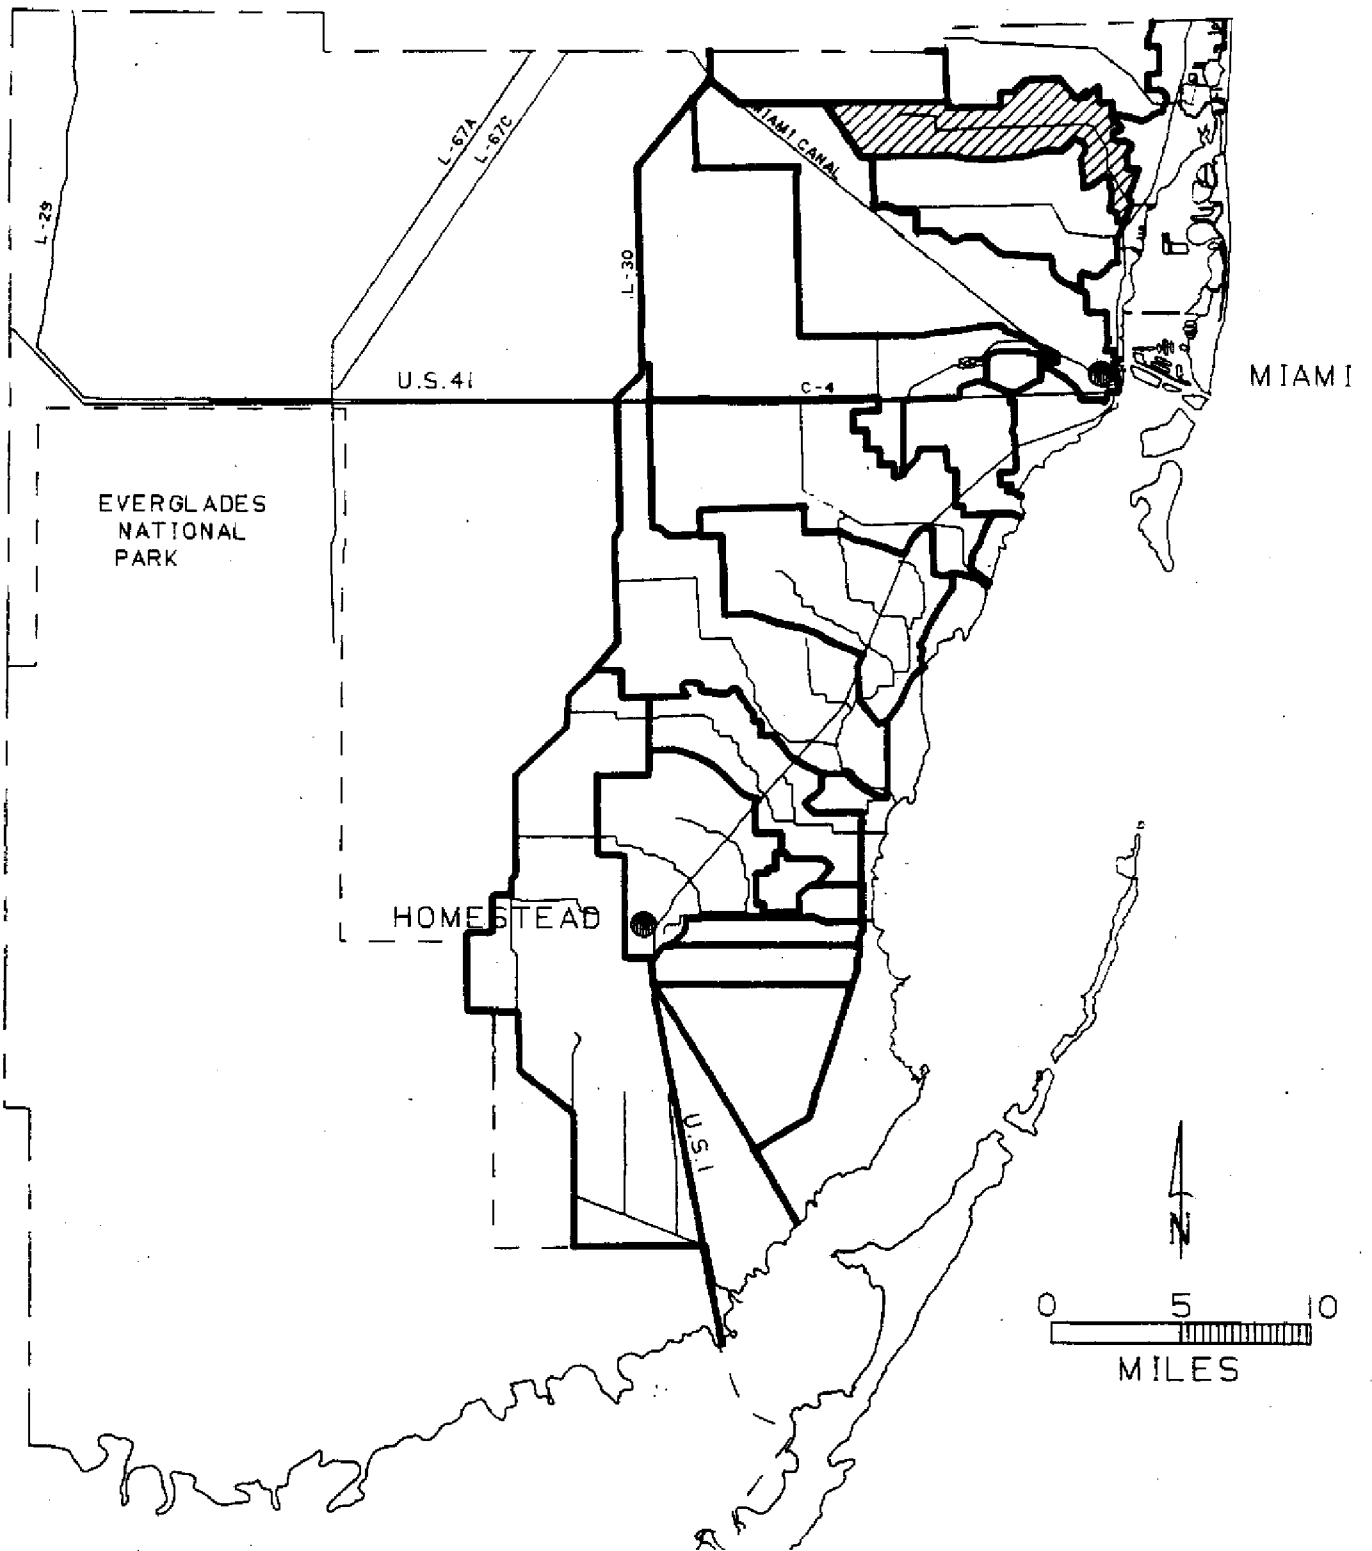 L-67A
L-67C
MIAMI CANAL
L-29
L-30
U.S.41
C-4
MIAMI
EVERGLADES
NATIONAL
PARK
HOMESTEAD
U.S.1
N
0 5 10
MILES